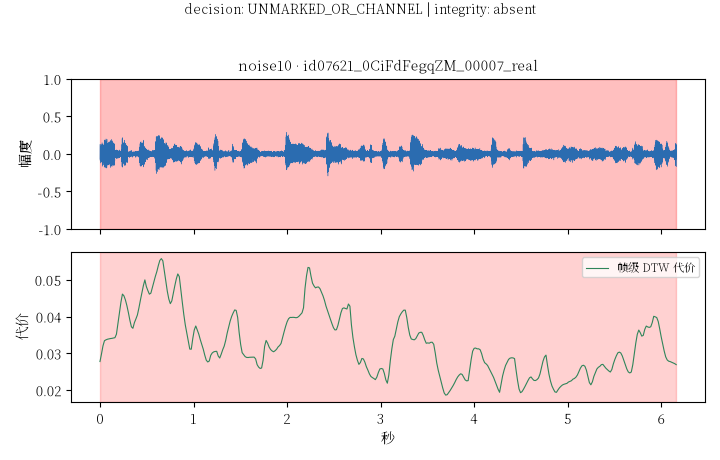 decision: UNMARKED_OR_CHANNEL | integrity: absent
noise10 · id07621_0CiFdFegqZM_00007_real
1.0
0.5
0.0
-0.5
-1.0
幅度
帧级 DTW 代价
0.05
0.04
0.03
0.02
代价
0 1 2 3 4 5 6
秒